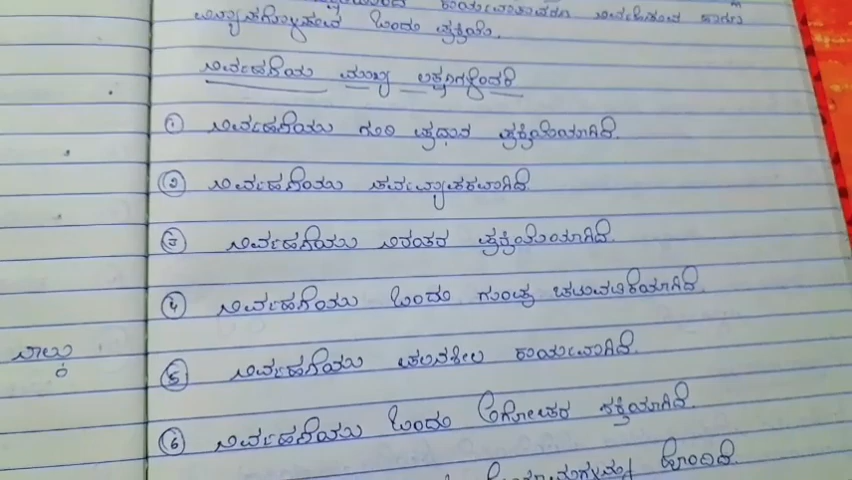 ಒಂದು ಪ್ರಕ್ರಿಯೆ.
ನಿರ್ವಹಣೆಯ ಮುಖ್ಯ ಲಕ್ಷಣಗಳೆಂದರೆ
① ನಿರ್ವಹಣೆಯು ಗುರಿ ಪ್ರಧಾನ ಪ್ರಕ್ರಿಯೆಯಾಗಿದೆ.
② ನಿರ್ವಹಣೆಯು ಸರ್ವವ್ಯಾಪಕವಾಗಿದೆ.
③ ನಿರ್ವಹಣೆಯು ನಿರಂತರ ಪ್ರಕ್ರಿಯೆಯಾಗಿದೆ.
④ ನಿರ್ವಹಣೆಯು ಒಂದು ಗುಂಪು ಚಟುವಟಿಕೆಯಾಗಿದೆ.
⑤ ನಿರ್ವಹಣೆಯು ಚಲನಶೀಲ ಕಾರ್ಯವಾಗಿದೆ.
⑥ ನಿರ್ವಹಣೆಯು ಒಂದು ಅಗೋಚರ ಶಕ್ತಿಯಾಗಿದೆ.
ಹೊಂದಿದೆ.